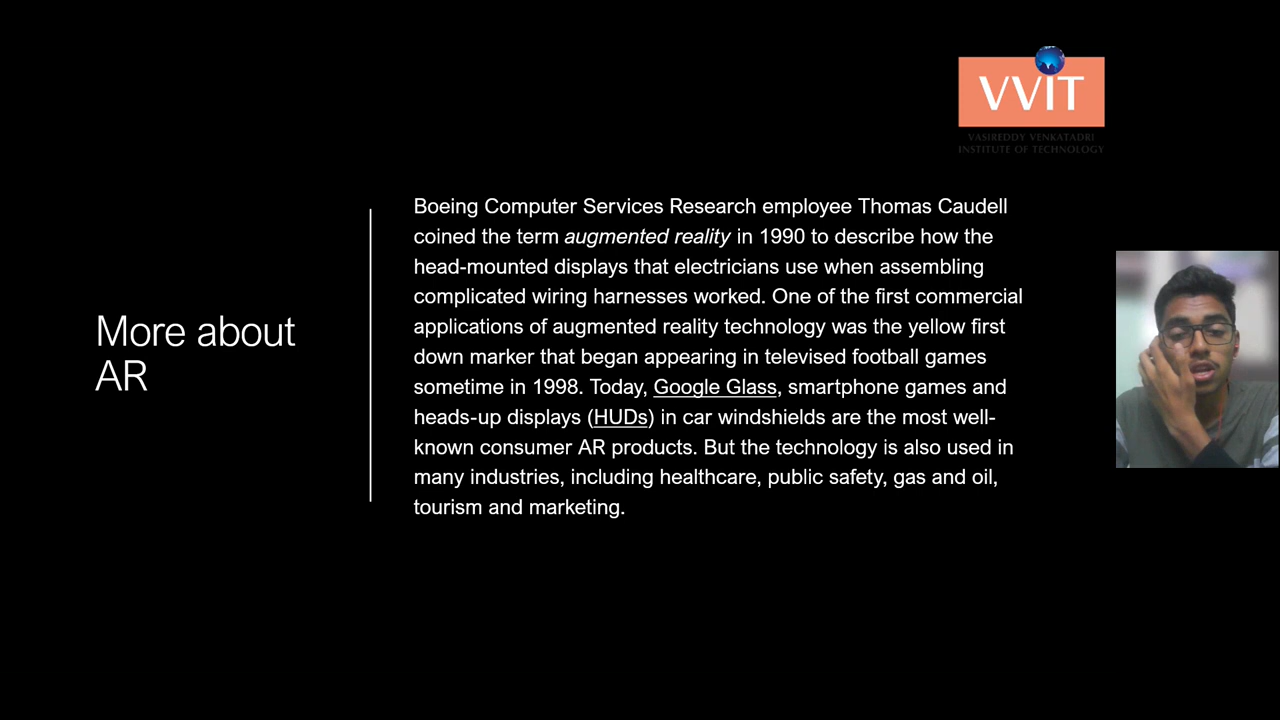 VVIT
VASIREDDY VENKATADRI
INSTITUTE OF TECHNOLOGY
More about
AR
Boeing Computer Services Research employee Thomas Caudell
coined the term augmented reality in 1990 to describe how the
head-mounted displays that electricians use when assembling
complicated wiring harnesses worked. One of the first commercial
applications of augmented reality technology was the yellow first
down marker that began appearing in televised football games
sometime in 1998. Today, Google Glass, smartphone games and
heads-up displays (HUDs) in car windshields are the most well-
known consumer AR products. But the technology is also used in
many industries, including healthcare, public safety, gas and oil,
tourism and marketing.